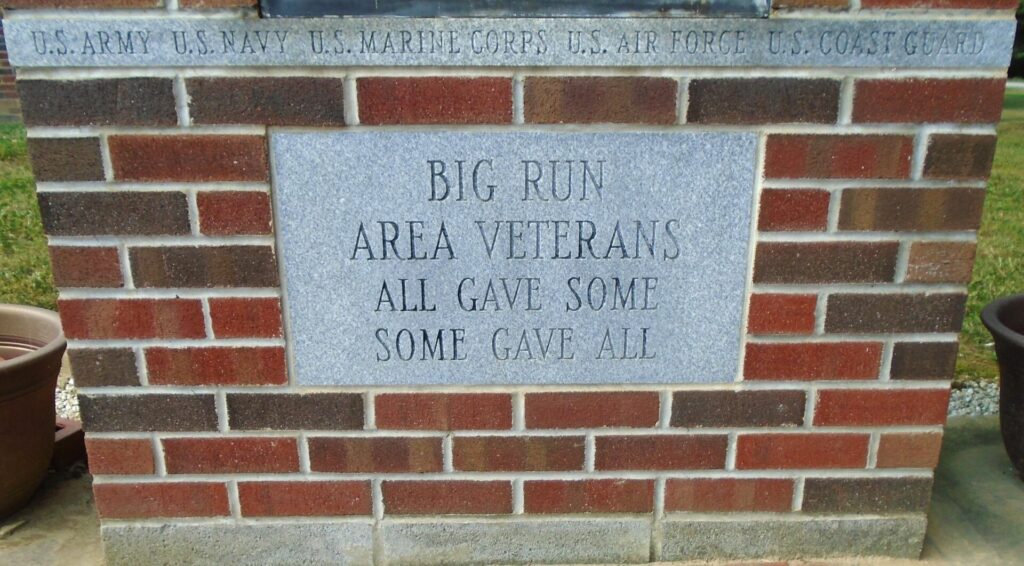 U.S. ARMY U.S. NAVY U.S. MARINE CORPS U.S. AIR FORCE U.S. COAST GUARD
BIG RUN
AREA VETERANS
ALL GAVE SOME
SOME GAVE ALL